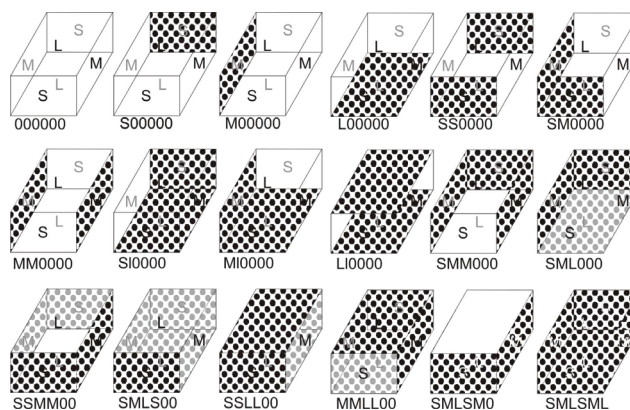 S S S S S S
L L L L L L
M M M M M M M M M M M M
L L L L
S S S S S S
000000 S00000 M00000 L00000 SS0000 SM0000
S S S S S
L L L L L
M M M M M M M M M
L L L L L L
S S S S S S
MM0000 SI0000 MI0000 LI0000 SMM000 SML000
S S
L L L
M M M M M M
S S S S
SSMM00 SMLS00 SSLL00 MMLL00 SMLSM0 SMLSML